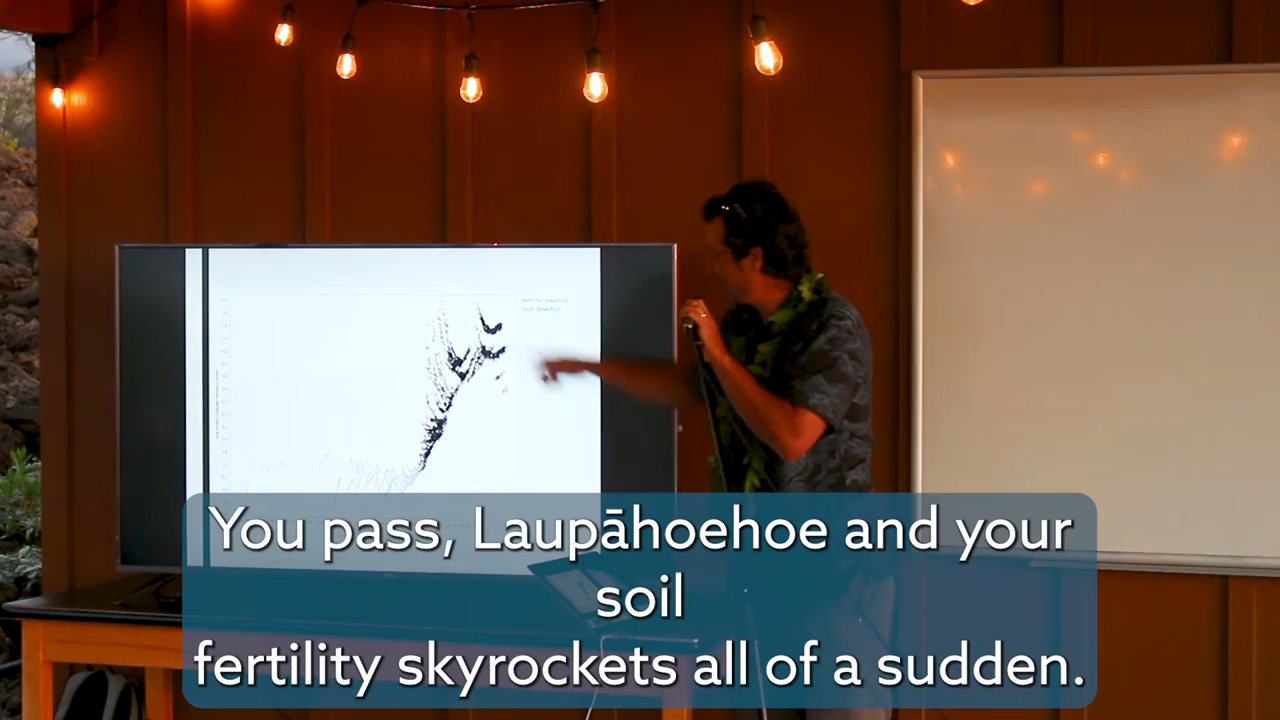 You pass, Laupāhoehoe and your
soil
fertility skyrockets all of a sudden.